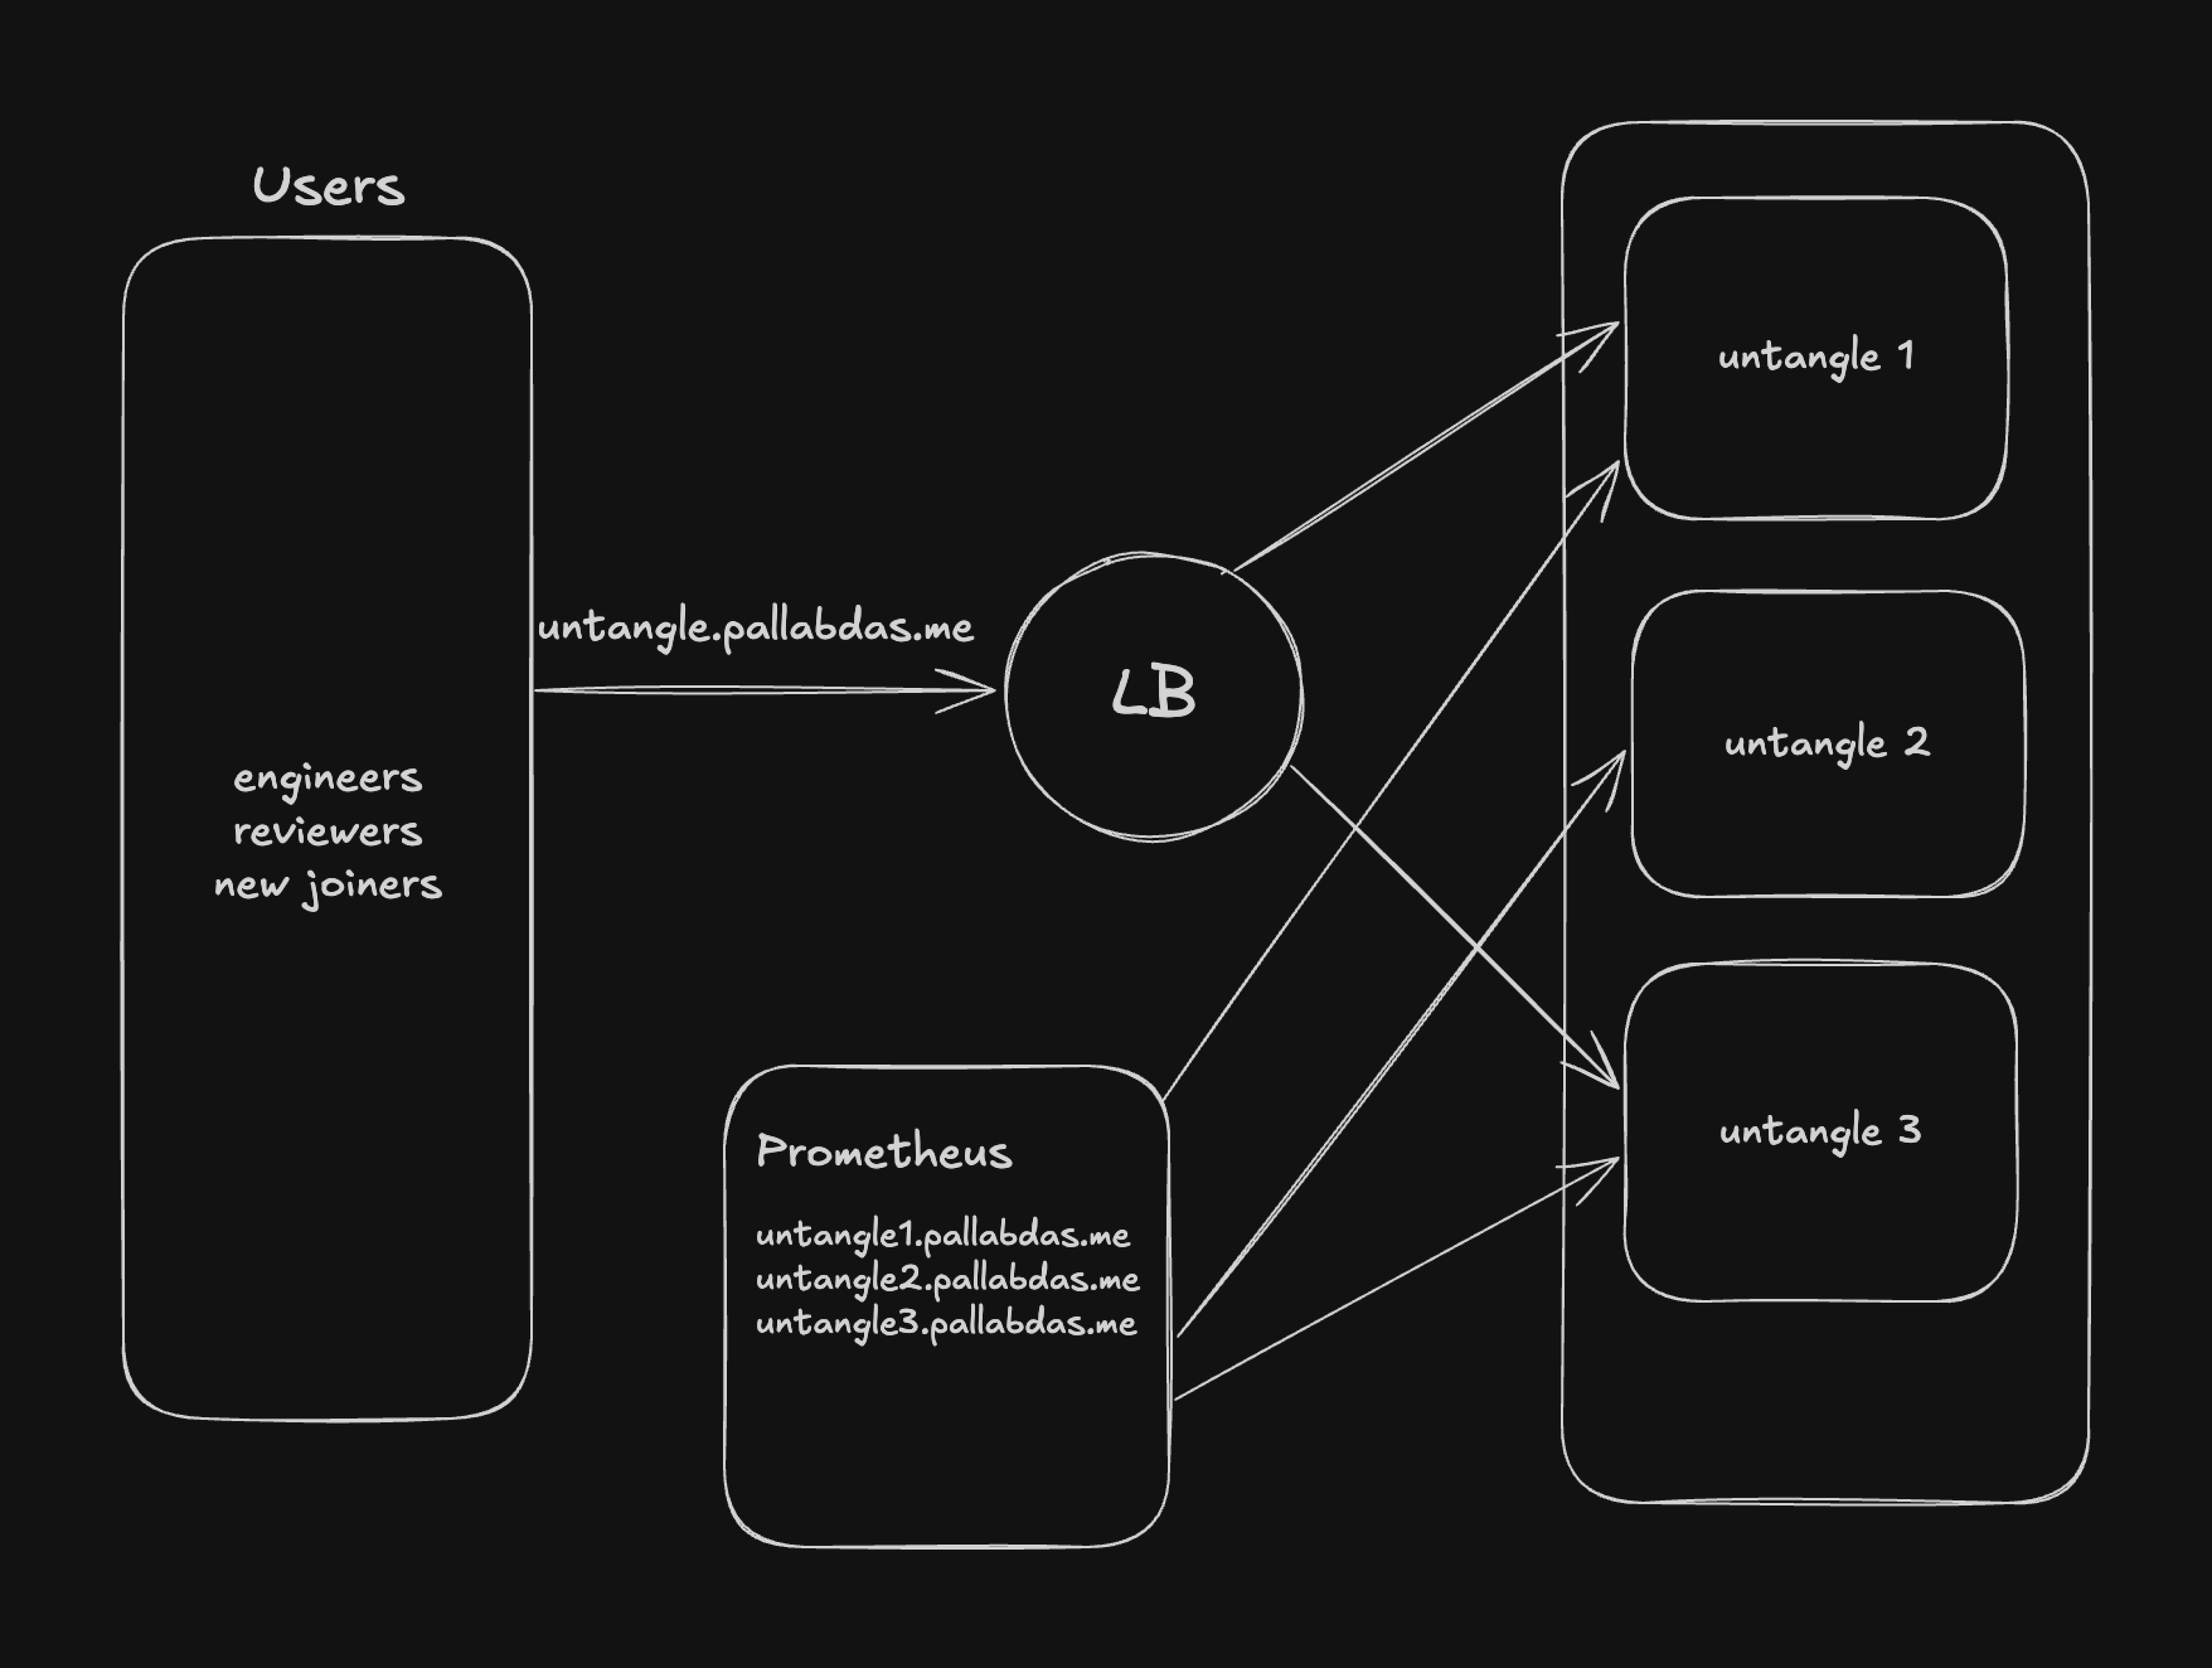 Users
engineers
reviewers
new joiners
untangle.pallabdas.me
LB
Prometheus
untangle1.pallabdas.me
untangle2.pallabdas.me
untangle3.pallabdas.me
untangle 1
untangle 2
untangle 3